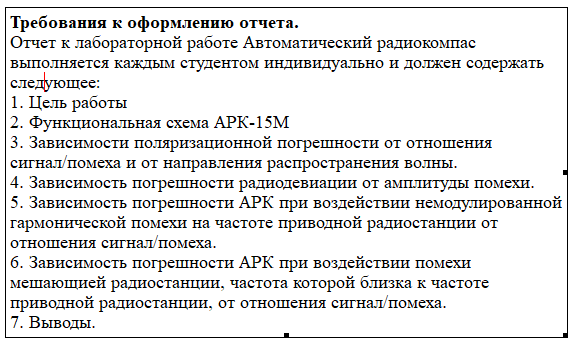 Требования к оформлению отчета.
Отчет к лабораторной работе Автоматический радиокомпас
выполняется каждым студентом индивидуально и должен содержать
следующее:
1. Цель работы
2. Функциональная схема АРК-15М
3. Зависимости поляризационной погрешности от отношения
сигнал/помеха и от направления распространения волны.
4. Зависимость погрешности радиодевиации от амплитуды помехи.
5. Зависимость погрешности АРК при воздействии немодулированной
гармонической помехи на частоте приводной радиостанции от
отношения сигнал/помеха.
6. Зависимость погрешности АРК при воздействии помехи
мешающией радиостанции, частота которой близка к частоте
приводной радиостанции, от отношения сигнал/помеха.
7. Выводы.